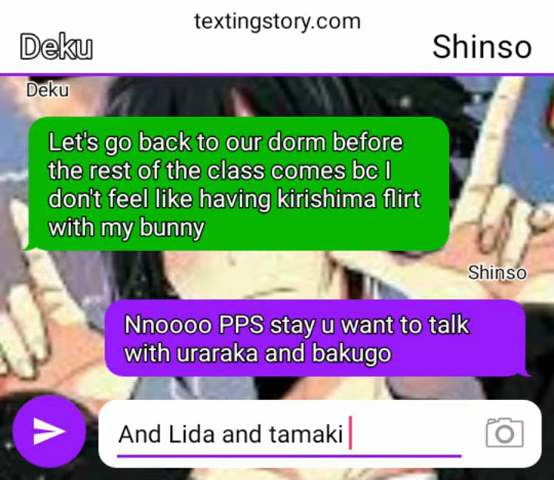 textingstory.com
Deku
Shinso
Deku
Let's go back to our dorm before
the rest of the class comes bc I
don't feel like having kirishima flirt
with my bunny
Shinso
Nnoooo PPS stay u want to talk
with uraraka and bakugo
And Lida and tamaki